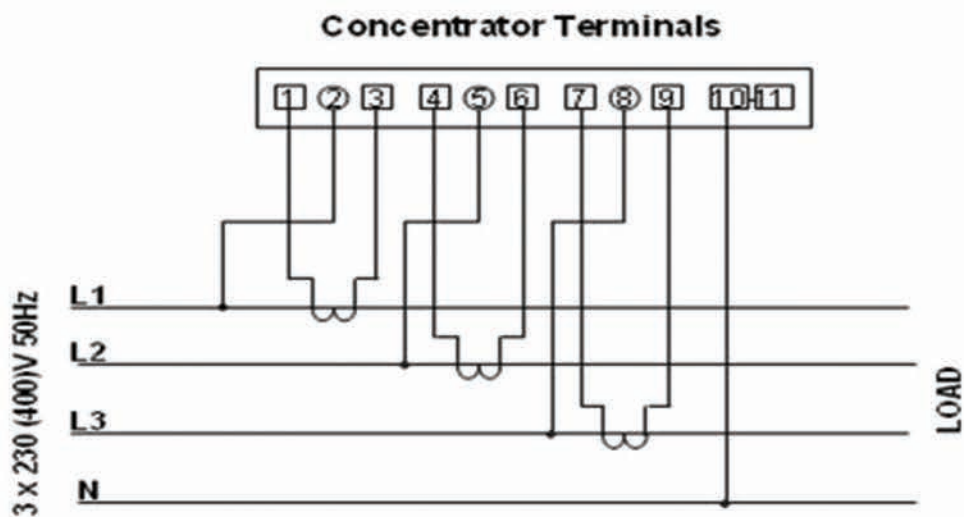 Concentrator Terminals
1 2 3 4 5 6 7 8 9 10 11
L1
L2
L3
N
3 x 230 (400)V 50Hz
LOAD